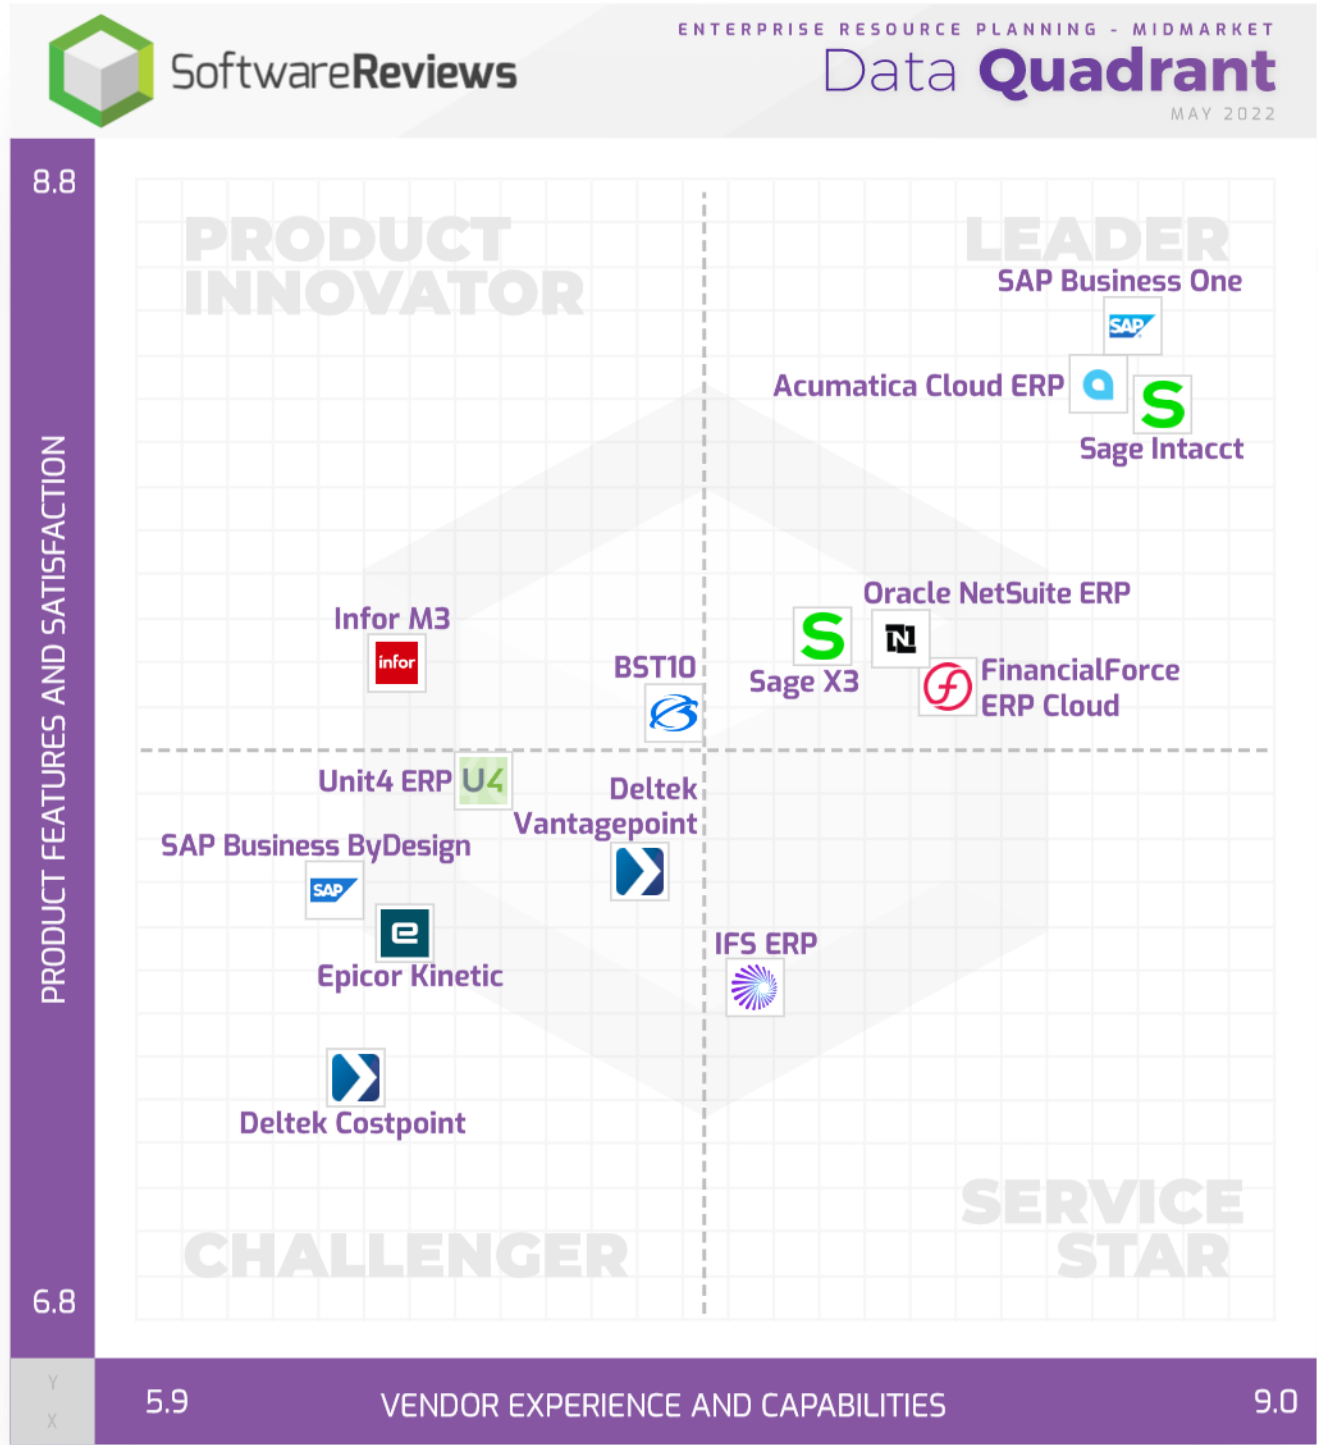 SoftwareReviews
ENTERPRISE RESOURCE PLANNING - MIDMARKET
Data Quadrant
MAY 2022
8.8
PRODUCT FEATURES AND SATISFACTION
6.8
PRODUCT
INNOVATOR
LEADER
SAP Business One
SAP
Acumatica Cloud ERP
a
S
Sage Intacct
Infor M3
infor
BST10
B
S
Sage X3
Oracle NetSuite ERP
N
FinancialForce
ERP Cloud
Unit4 ERP
U4
Deltek
Vantagepoint
SAP Business ByDesign
SAP
e
Epicor Kinetic
IFS ERP
Deltek Costpoint
CHALLENGER
SERVICE
STAR
Y
X
5.9
VENDOR EXPERIENCE AND CAPABILITIES
9.0